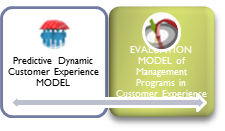 Predictive Dynamic
Customer Experience
MODEL
EVALUATION
MODEL of
Management
Programs in
Customer Experience